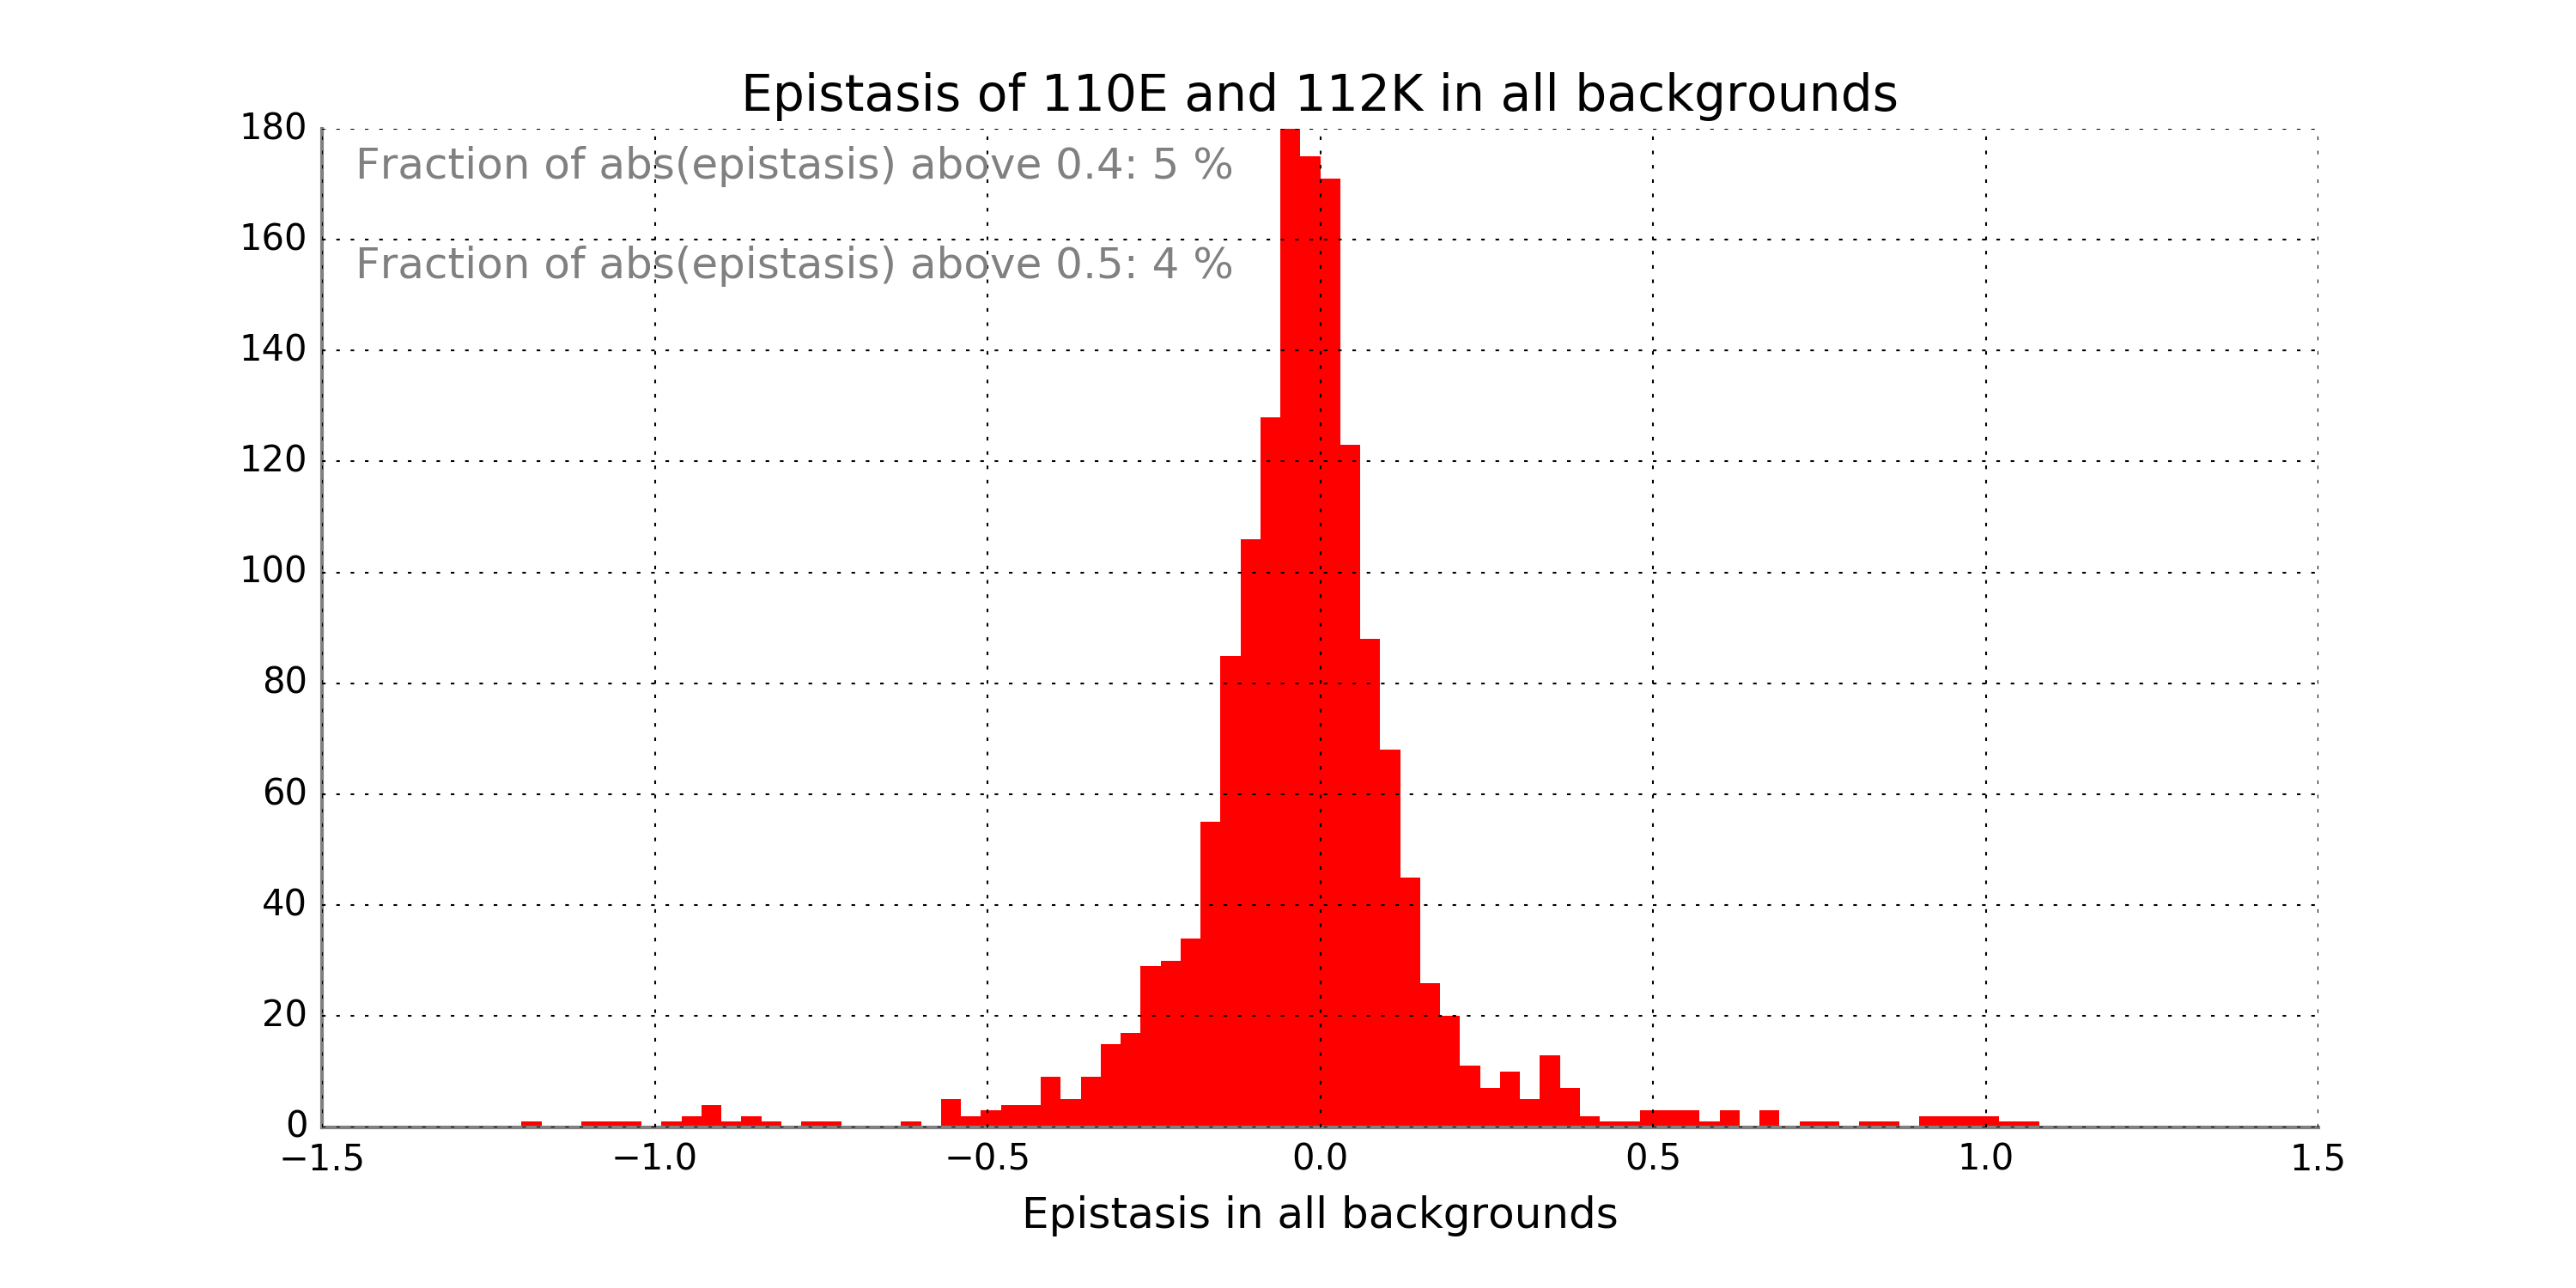 Epistasis of 110E and 112K in all backgrounds
180
Fraction of abs(epistasis) above 0.4: 5 %
160
Fraction of abs(epistasis) above 0.5: 4 %
140
120
100
80
60
40
20
0
−1.5 −1.0 −0.5 0.0 0.5 1.0 1.5
Epistasis in all backgrounds